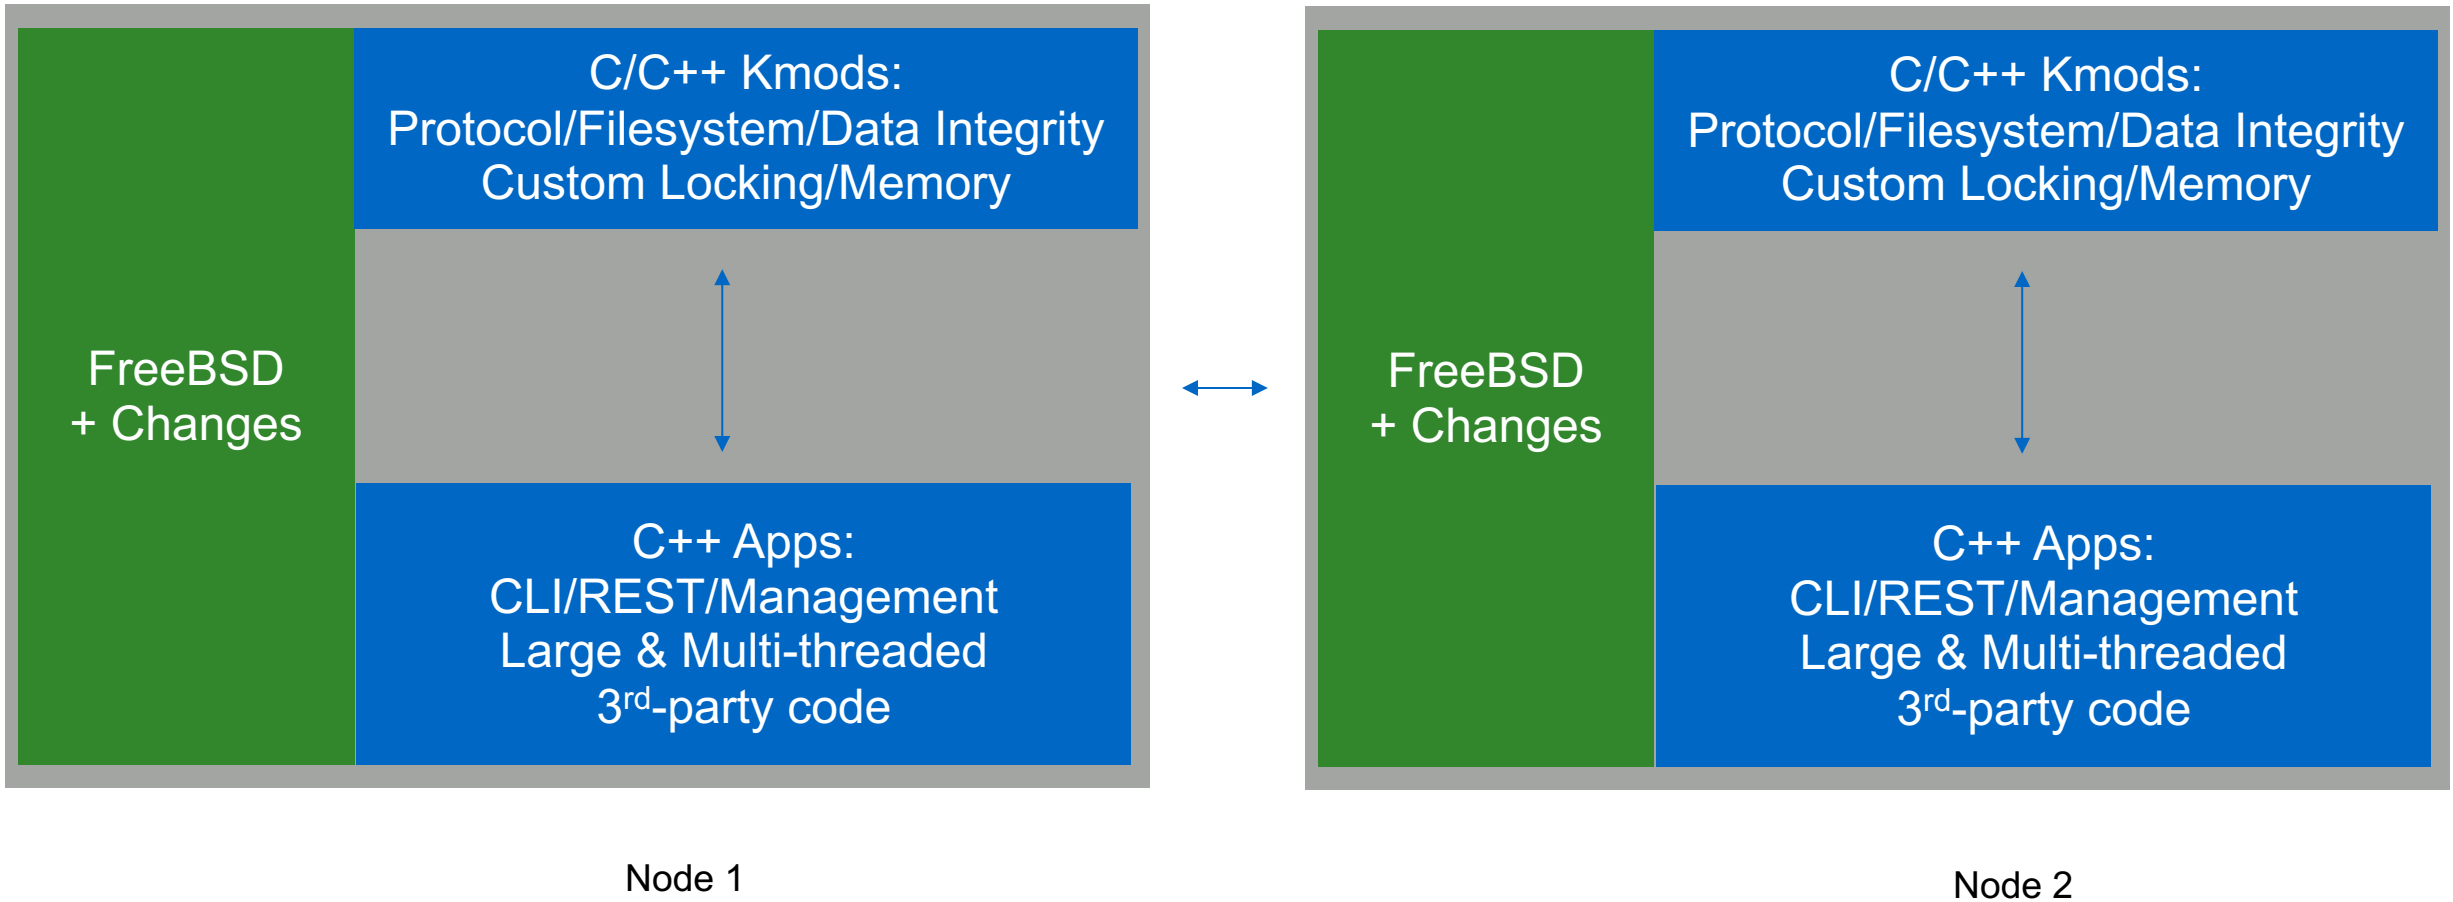 FreeBSD
+ Changes
C/C++ Kmods:
Protocol/Filesystem/Data Integrity
Custom Locking/Memory
C++ Apps:
CLI/REST/Management
Large & Multi-threaded
3rd-party code
Node 1
FreeBSD
+ Changes
C/C++ Kmods:
Protocol/Filesystem/Data Integrity
Custom Locking/Memory
C++ Apps:
CLI/REST/Management
Large & Multi-threaded
3rd-party code
Node 2